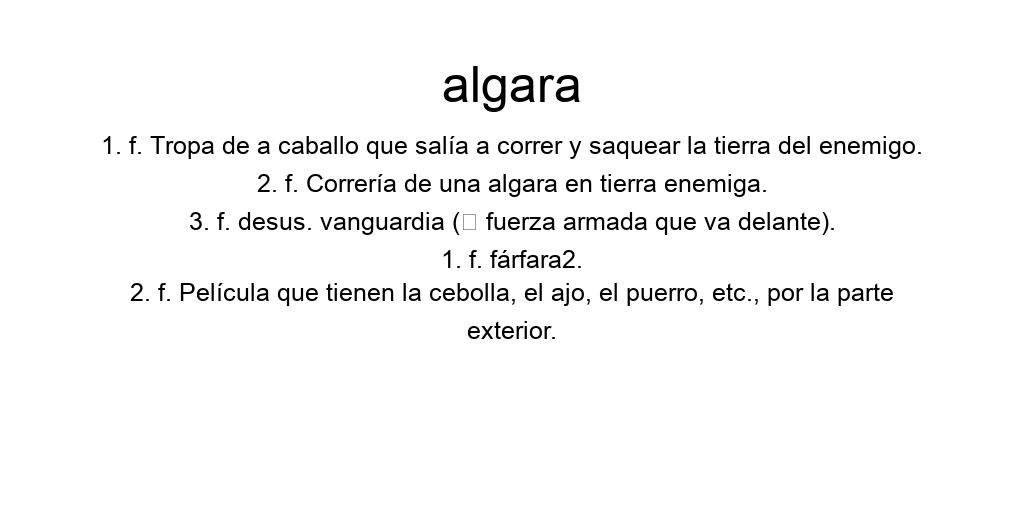 algara
1. f. Tropa de a caballo que salía a correr y saquear la tierra del enemigo.
2. f. Correría de una algara en tierra enemiga.
3. f. desus. vanguardia (□ fuerza armada que va delante).
1. f. fárfara2.
2. f. Película que tienen la cebolla, el ajo, el puerro, etc., por la parte
exterior.